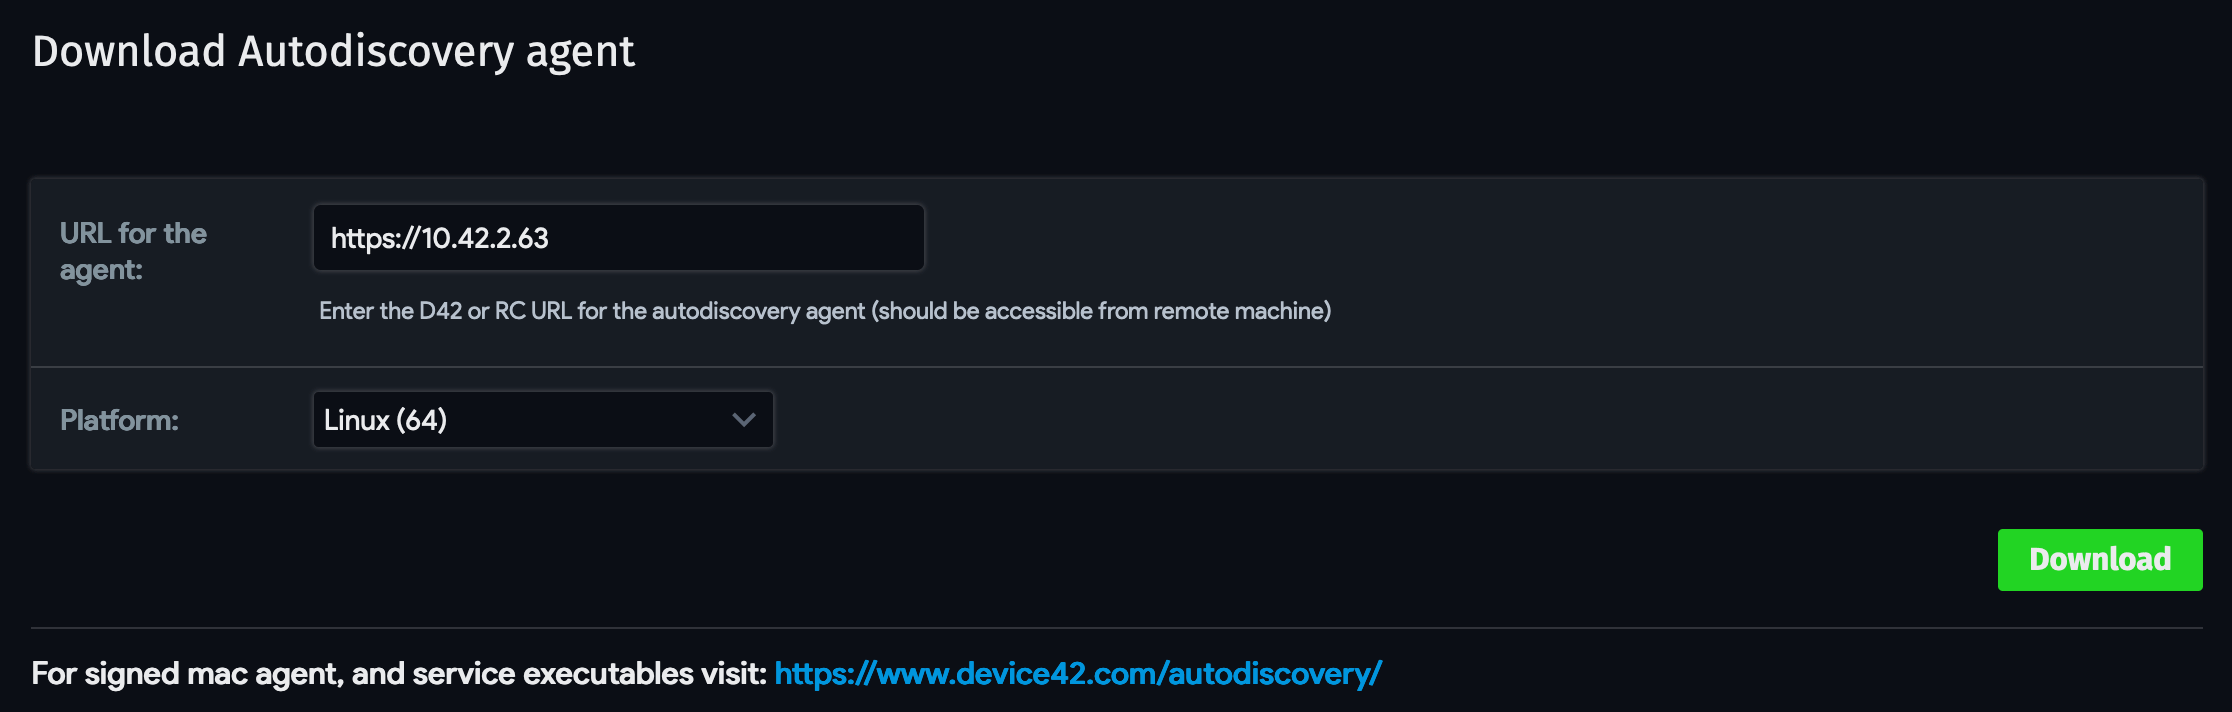 Download Autodiscovery agent
URL for the
agent:
https://10.42.2.63
Enter the D42 or RC URL for the autodiscovery agent (should be accessible from remote machine)
Platform:
Linux (64)
Download
For signed mac agent, and service executables visit: https://www.device42.com/autodiscovery/